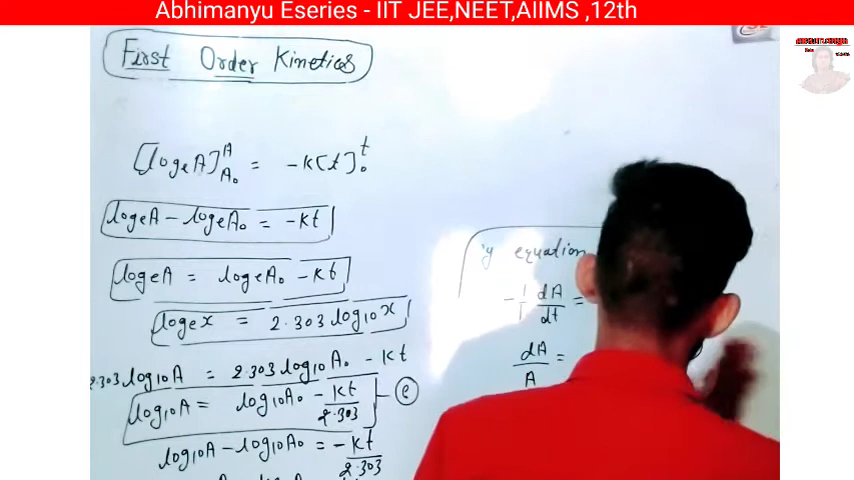 Abhimanyu Eseries - IIT JEE,NEET,AIIMS ,12th
First Order Kinetics
[logeA]ᴬA₀ = -k[t]ᵗ₀
logeA - logeA₀ = -kt
logeA = logeA₀ - kt
logex = 2.303 log10x
2.303 log10A = 2.303 log10A₀ - kt
log10A = log10A₀ - kt/2.303 - (e)
log10A - log10A₀ = -kt/2.303
equation
-1/1 dA/dt =
dA/A =